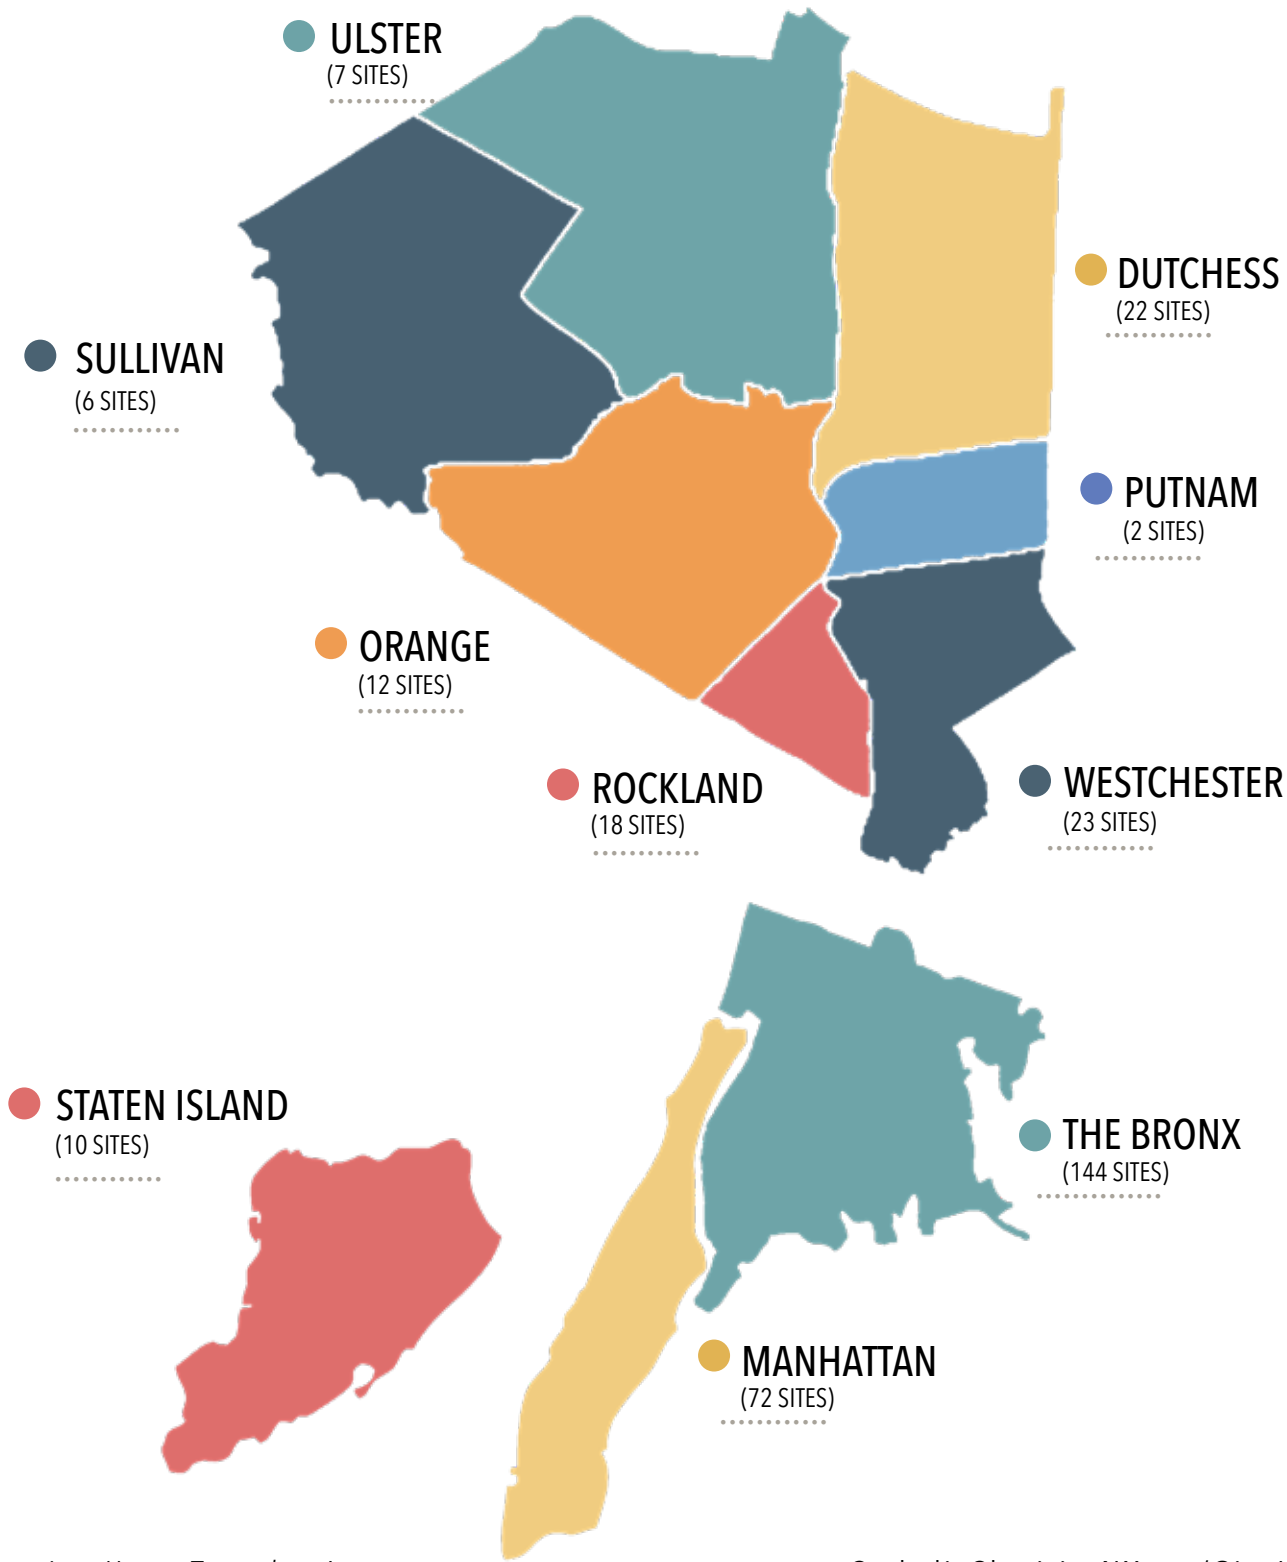 ULSTER
(7 SITES)
DUTCHESS
(22 SITES)
SULLIVAN
(6 SITES)
PUTNAM
(2 SITES)
ORANGE
(12 SITES)
ROCKLAND
(18 SITES)
WESTCHESTER
(23 SITES)
STATEN ISLAND
(10 SITES)
THE BRONX
(144 SITES)
MANHATTAN
(72 SITES)